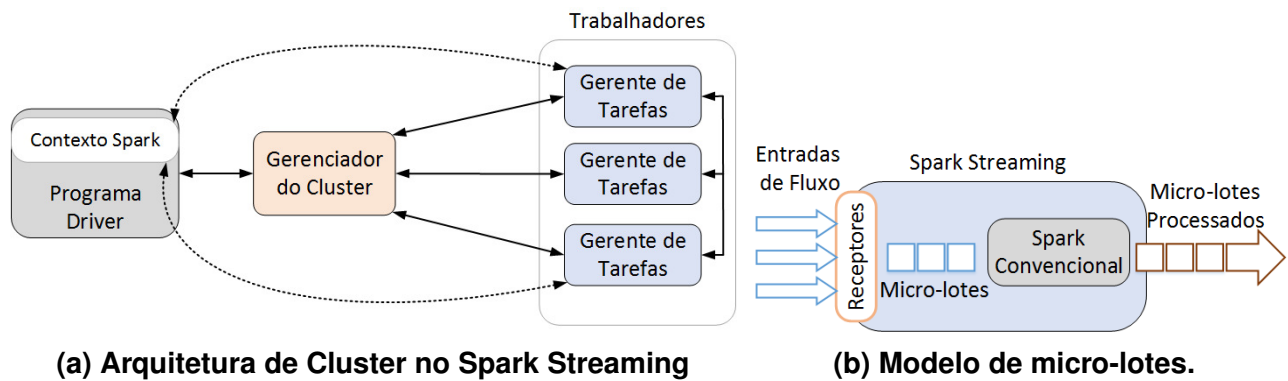 Trabalhadores
Contexto Spark
Programa
Driver
Gerenciador
do Cluster
Gerente de
Tarefas
Gerente de
Tarefas
Gerente de
Tarefas
(a) Arquitetura de Cluster no Spark Streaming
Entradas
de Fluxo
Spark Streaming
Receptores
Micro-lotes
Spark
Convencional
Micro-lotes
Processados
(b) Modelo de micro-lotes.